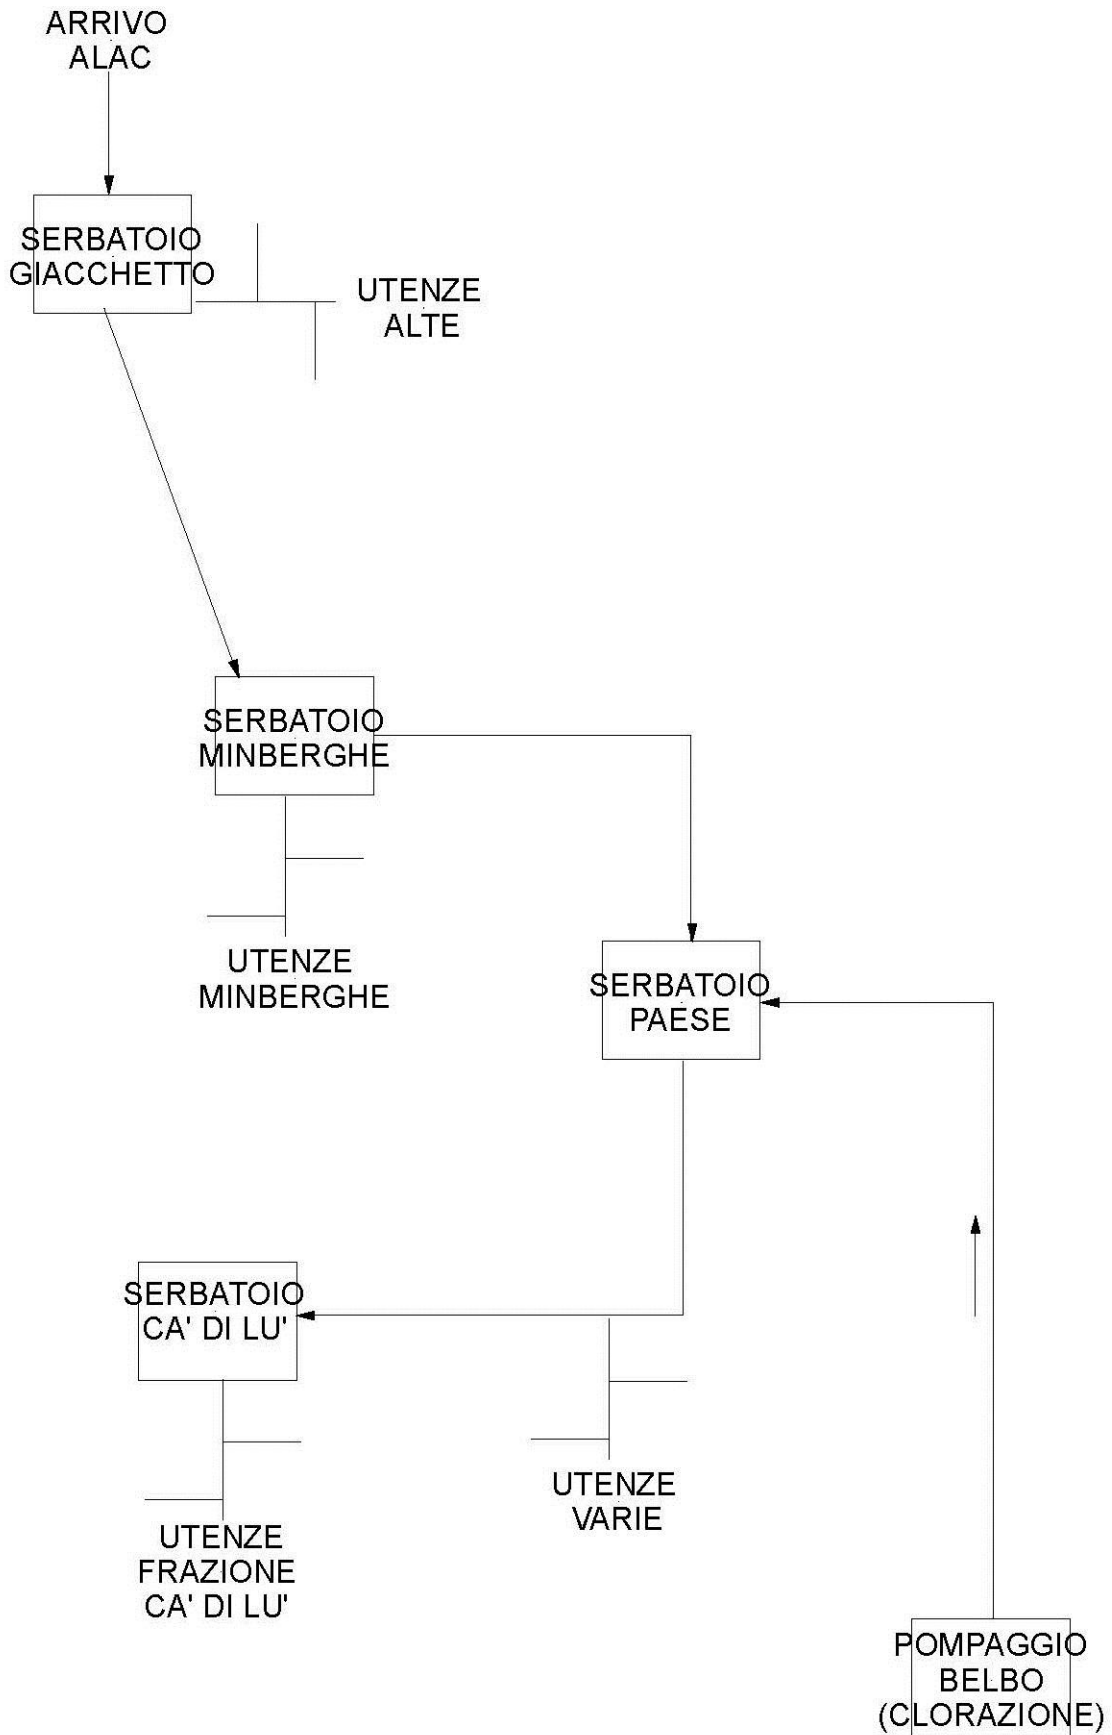 ARRIVO
ALAC
SERBATOIO
GIACCHETTO
UTENZE
ALTE
SERBATOIO
MINBERGHE
UTENZE
MINBERGHE
SERBATOIO
PAESE
SERBATOIO
CA' DI LU'
UTENZE
VARIE
UTENZE
FRAZIONE
CA' DI LU'
POMPAGGIO
BELBO
(CLORAZIONE)